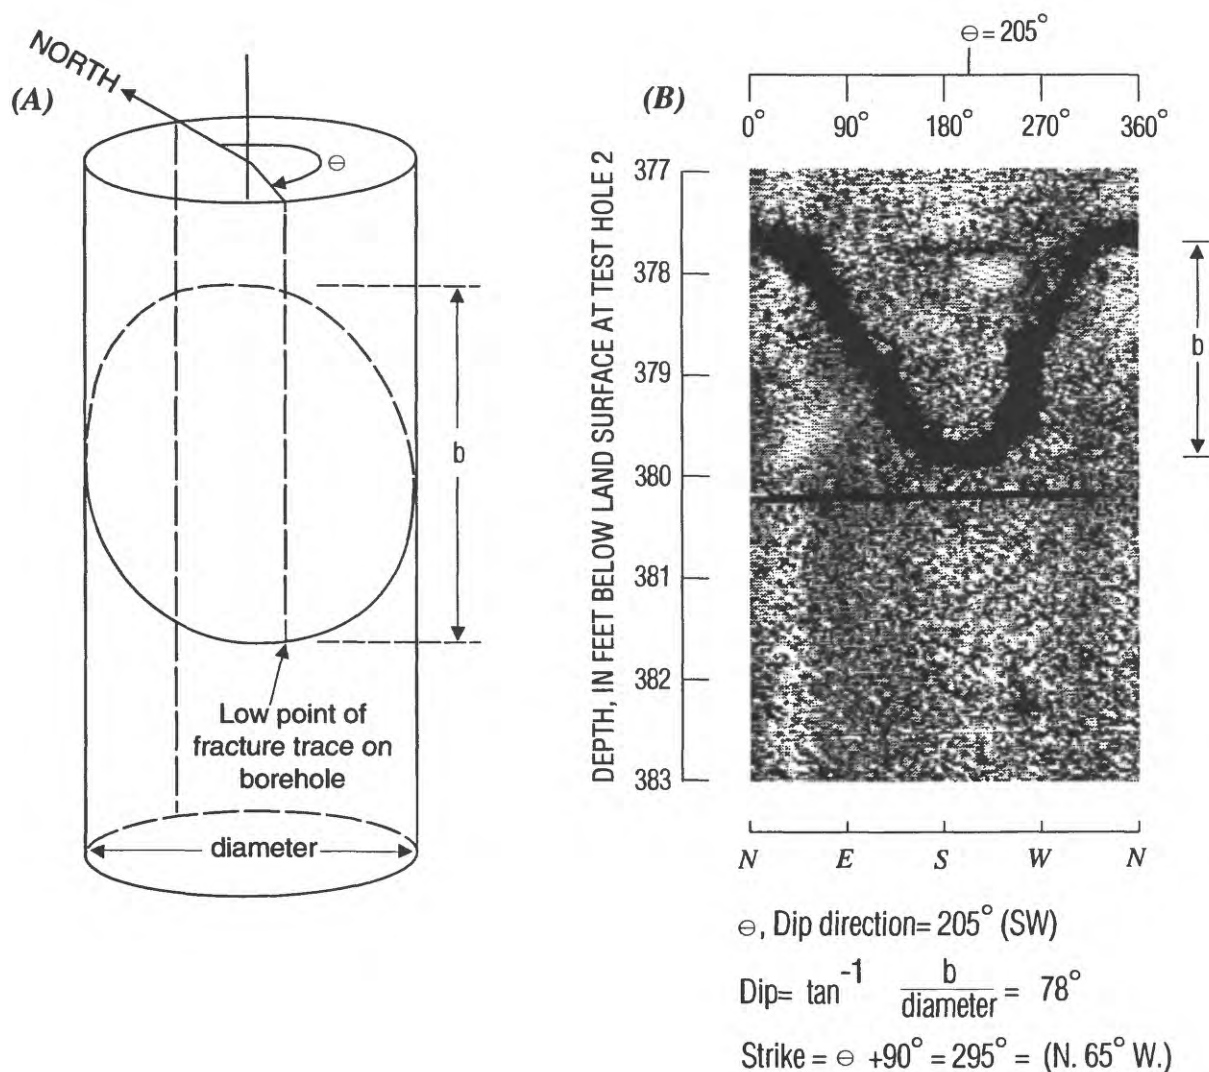 (A)
NORTH
⊖
b
Low point of
fracture trace on
borehole
diameter
(B)
⊖= 205°
0° 90° 180° 270° 360°
DEPTH, IN FEET BELOW LAND SURFACE AT TEST HOLE 2
377
378
379
380
381
382
383
b
N E S W N
⊖, Dip direction= 205° (SW)
Dip= tan⁻¹ b/diameter = 78°
Strike = ⊖ +90° = 295° = (N. 65° W.)